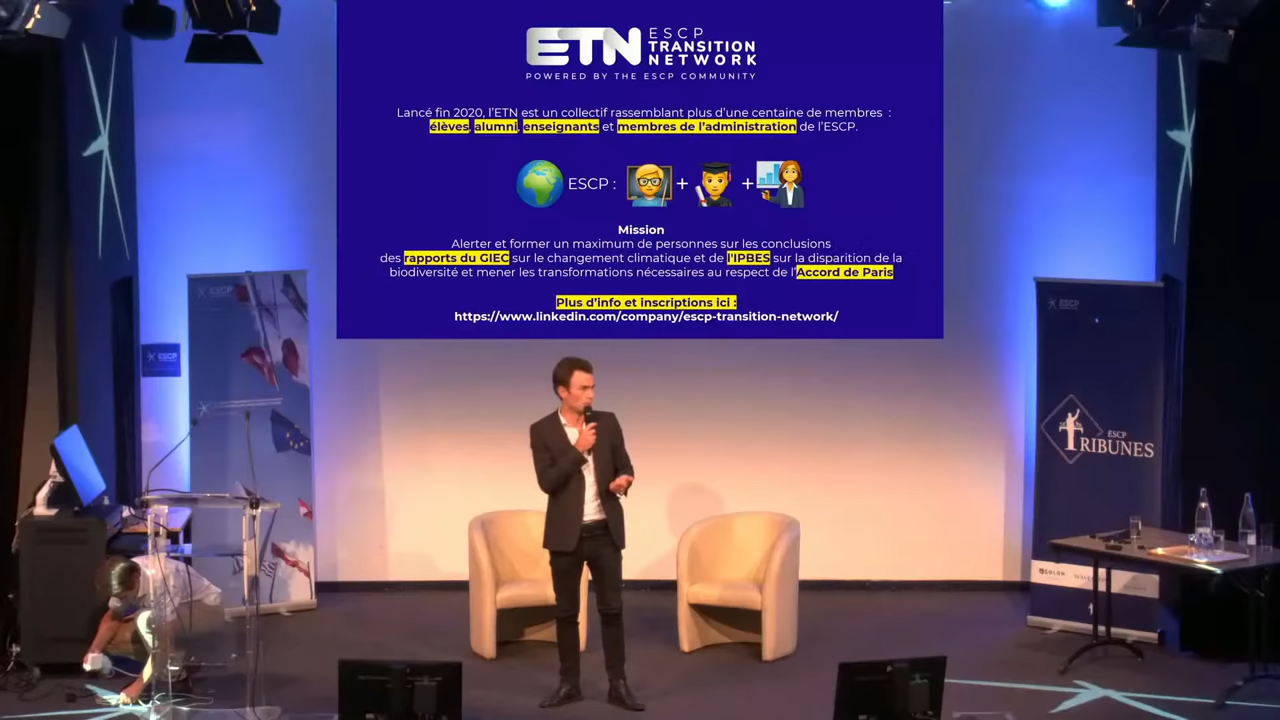 ETN ESCP
TRANSITION
NETWORK
POWERED BY THE ESCP COMMUNITY
Lancé fin 2020, l'ETN est un collectif rassemblant plus d'une centaine de membres :
élèves, alumni, enseignants et membres de l'administration de l'ESCP.
ESCP : + +
Mission
Alerter et former un maximum de personnes sur les conclusions
des rapports du GIEC sur le changement climatique et de l'IPBES sur la disparition de la
biodiversité et mener les transformations nécessaires au respect de l'Accord de Paris
Plus d'info et inscriptions ici :
https://www.linkedin.com/company/escp-transition-network/
ESCP
ESCP
ESCP
ESCP
TRIBUNES
SOLON